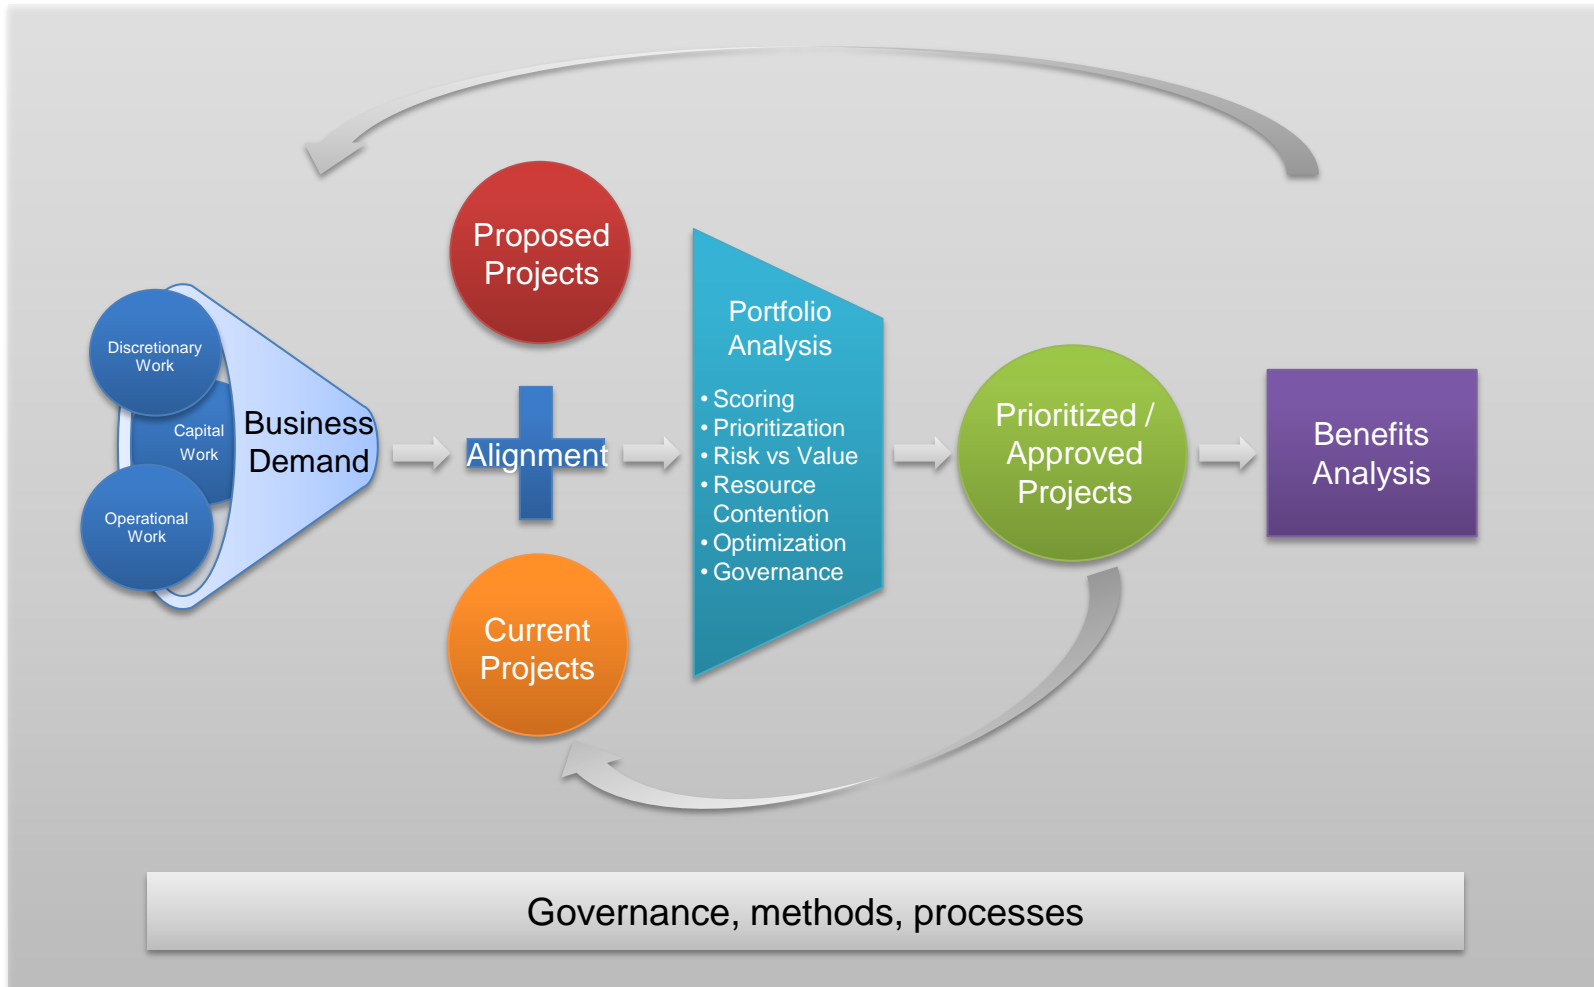 Discretionary
Work
Capital
Work
Operational
Work
Business
Demand
Proposed
Projects
Alignment
Current
Projects
Portfolio
Analysis
• Scoring
• Prioritization
• Risk vs Value
• Resource
Contention
• Optimization
• Governance
Prioritized /
Approved
Projects
Benefits
Analysis
Governance, methods, processes